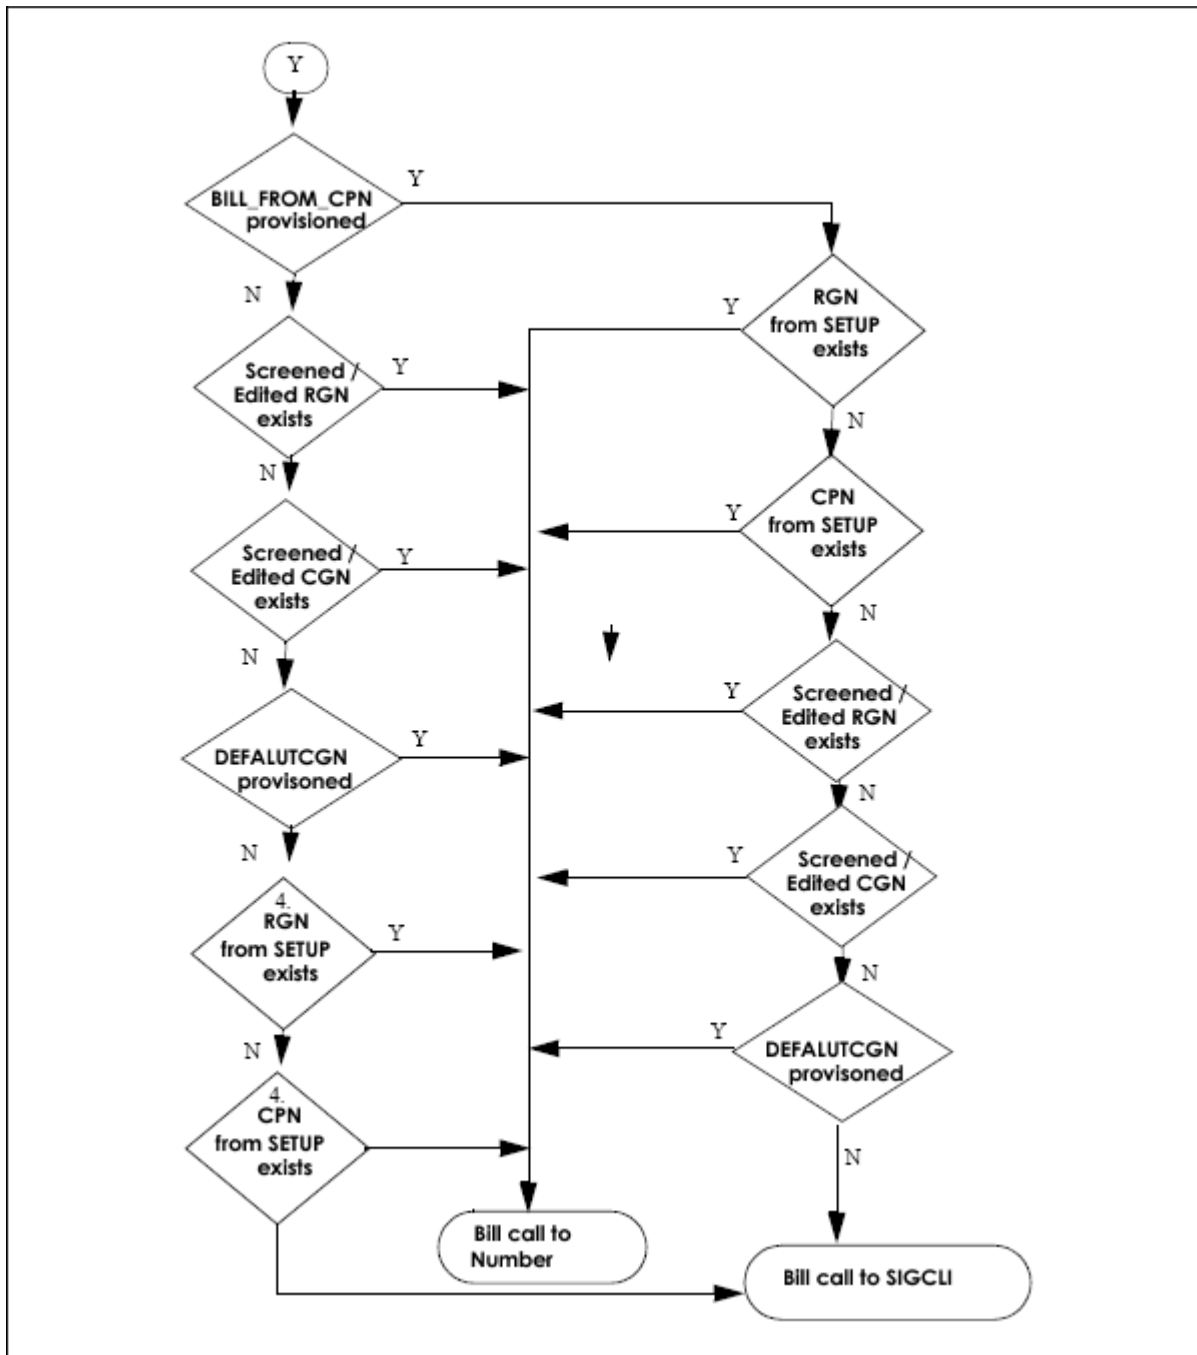 Y
BILL_FROM_CPN
provisioned
Y
N
RGN
from SETUP
exists
Y
N
Screened /
Edited RGN
exists
Y
N
CPN
from SETUP
exists
Y
N
Screened /
Edited CGN
exists
Y
N
Screened /
Edited RGN
exists
Y
N
DEFALUTCGN
provisoned
Y
N
Screened /
Edited CGN
exists
Y
N
4.
RGN
from SETUP
exists
Y
N
DEFALUTCGN
provisoned
Y
N
4.
CPN
from SETUP
exists
Bill call to
Number
Bill call to SIGCLI